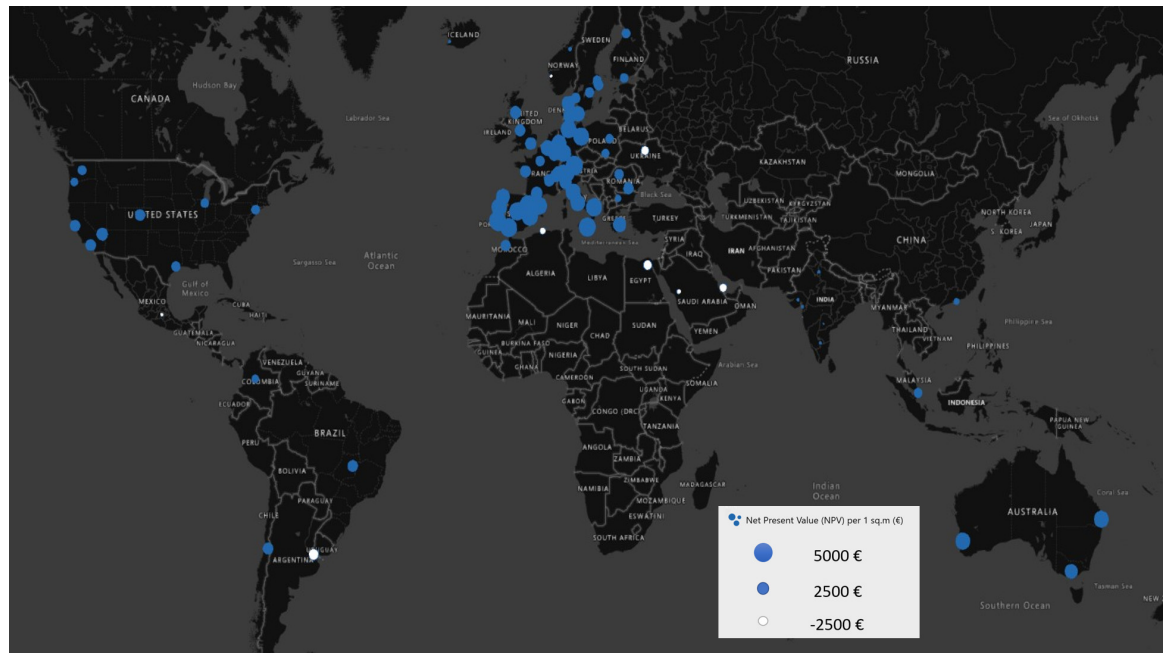 ICELAND
SWEDEN
FINLAND
NORWAY
RUSSIA
Hudson Bay
CANADA
Labrador Sea
UNITED
KINGDOM
IRELAND
BELARUS
Sea of Okhotsk
UKRAINE
KAZAKHSTAN
MONGOLIA
ROMANIA
Black Sea
UNITED STATES
UZBEKISTAN
KYRGYZSTAN
TURKMENISTAN
TAJIKISTAN
NORTH KOREA
S. KOREA
JAPAN
TURKEY
CHINA
Mediterranean Sea
SYRIA
IRAQ
IRAN
AFGHANISTAN
MOROCCO
Atlantic
Ocean
Sargasso Sea
ALGERIA
LIBYA
EGYPT
PAKISTAN
Gulf of
Mexico
MEXICO
CUBA
HAITI
SAUDI ARABIA
OMAN
INDIA
MYANMAR
MAURITANIA
MALI
NIGER
CHAD
SUDAN
YEMEN
GUATEMALA
NICARAGUA
THAILAND
VIETNAM
PHILIPPINES
Philippine Sea
BURKINA FASO
GUINEA
GHANA
NIGERIA
VENEZUELA
GUYANA
SURINAME
COLOMBIA
CAMEROON
SOUTH SUDAN
SOMALIA
Arabian Sea
MALAYSIA
ECUADOR
GABON
UGANDA
KENYA
CONGO (DRC)
INDONESIA
PAPUA NEW
GUINEA
TANZANIA
PERU
BRAZIL
ANGOLA
ZAMBIA
BOLIVIA
ZIMBABWE
MADAGASCAR
NAMIBIA
MOZAMBIQUE
ESWATINI
Indian
Ocean
Coral Sea
PARAGUAY
CHILE
AUSTRALIA
SOUTH AFRICA
URUGUAY
ARGENTINA
Net Present Value (NPV) per 1 sq.m (€)
5000 €
2500 €
-2500 €
Tasman Sea
NEW
Southern Ocean